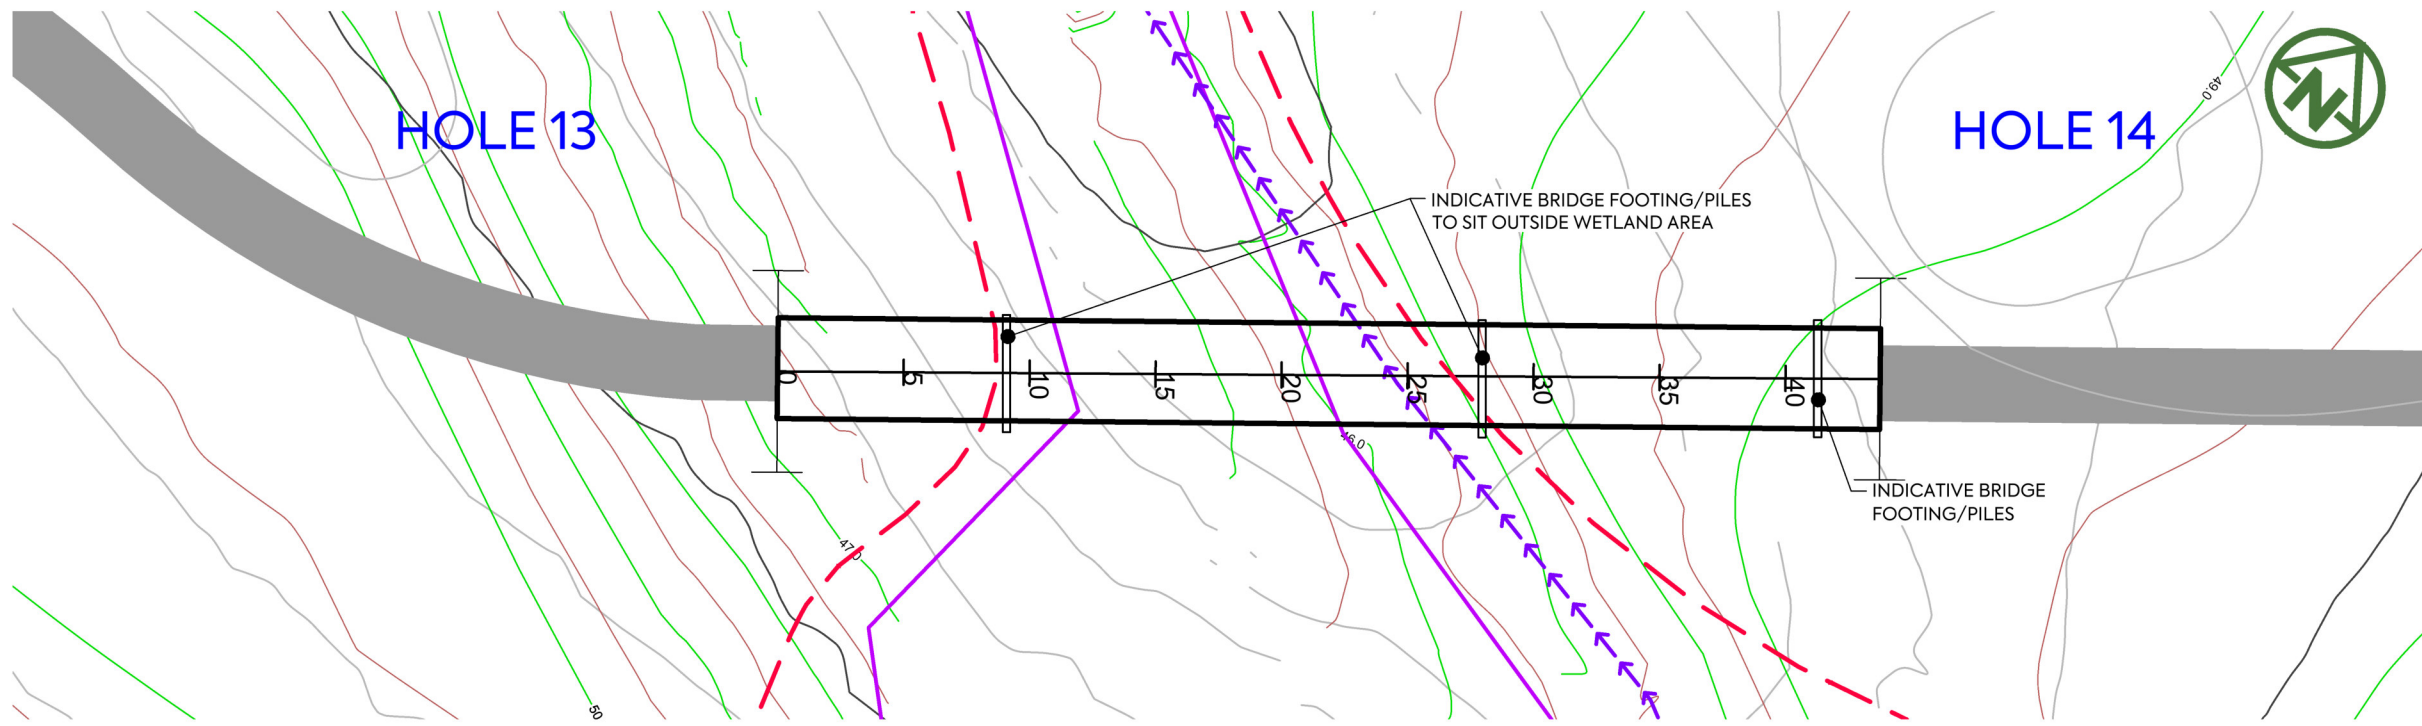 HOLE 13
HOLE 14
49.0
N
INDICATIVE BRIDGE FOOTING/PILES
TO SIT OUTSIDE WETLAND AREA
0
5
10
15
20
25
30
35
40
46.0
INDICATIVE BRIDGE
FOOTING/PILES
47.0
50